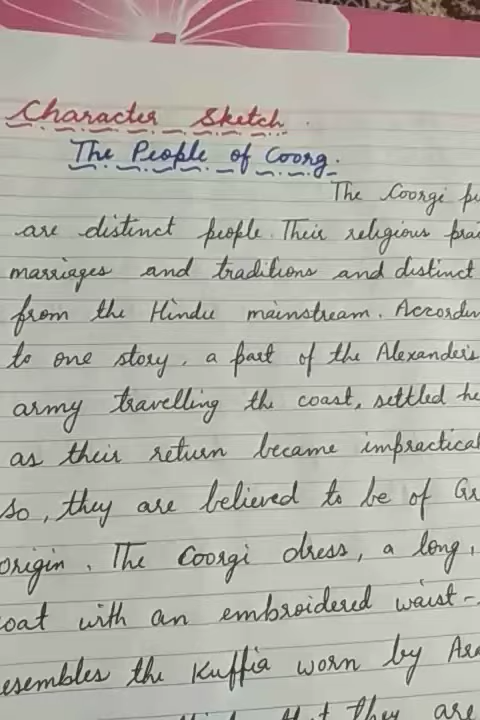 Character Sketch.
The People of Coorg.
The Coorgi
are distinct people. Their religious
marriages and traditions and distinct
from the Hindu mainstream.
to one story, a part of the Alexander's
army travelling the coast, settled
as their return became
so, they are believed to be of
origin. The Coorgi dress, a long,
with an embroidered waist-
the Kuffia worn by
they are